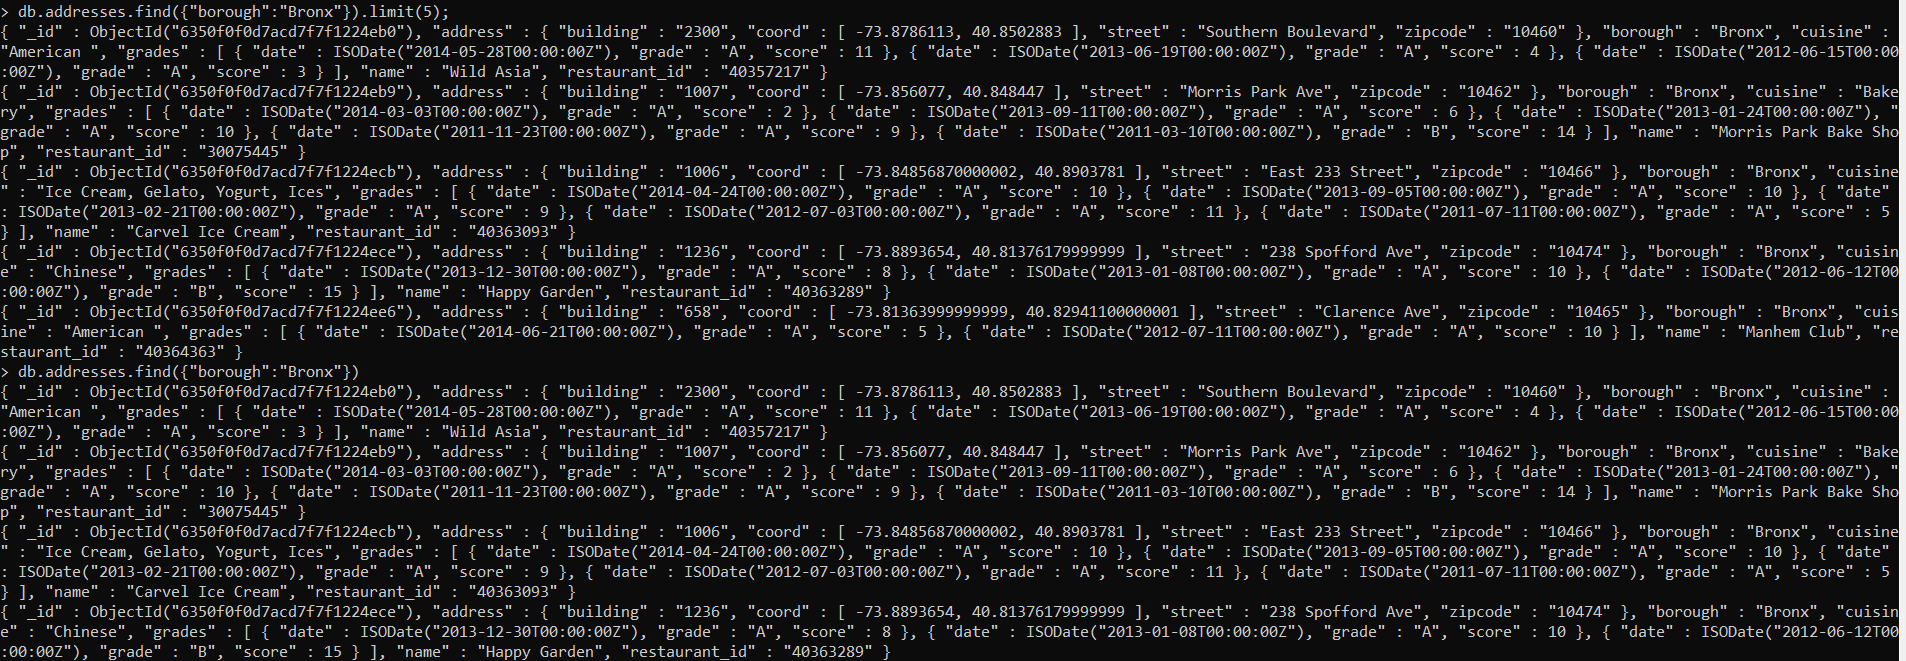 > db.addresses.find({"borough":"Bronx"}).limit(5);
{ "_id" : ObjectId("6350f0f0d7acd7f7f1224eb0"), "address" : { "building" : "2300", "coord" : [ -73.8786113, 40.8502883 ], "street" : "Southern Boulevard", "zipcode" : "10460" }, "borough" : "Bronx", "cuisine" :
"American ", "grades" : [ { "date" : ISODate("2014-05-28T00:00:00Z"), "grade" : "A", "score" : 11 }, { "date" : ISODate("2013-06-19T00:00:00Z"), "grade" : "A", "score" : 4 }, { "date" : ISODate("2012-06-15T00:00
:00Z"), "grade" : "A", "score" : 3 } ], "name" : "Wild Asia", "restaurant_id" : "40357217" }
{ "_id" : ObjectId("6350f0f0d7acd7f7f1224eb9"), "address" : { "building" : "1007", "coord" : [ -73.856077, 40.848447 ], "street" : "Morris Park Ave", "zipcode" : "10462" }, "borough" : "Bronx", "cuisine" : "Bake
ry", "grades" : [ { "date" : ISODate("2014-03-03T00:00:00Z"), "grade" : "A", "score" : 2 }, { "date" : ISODate("2013-09-11T00:00:00Z"), "grade" : "A", "score" : 6 }, { "date" : ISODate("2013-01-24T00:00:00Z"), "
grade" : "A", "score" : 10 }, { "date" : ISODate("2011-11-23T00:00:00Z"), "grade" : "A", "score" : 9 }, { "date" : ISODate("2011-03-10T00:00:00Z"), "grade" : "B", "score" : 14 } ], "name" : "Morris Park Bake Sho
p", "restaurant_id" : "30075445" }
{ "_id" : ObjectId("6350f0f0d7acd7f7f1224ecb"), "address" : { "building" : "1006", "coord" : [ -73.84856870000002, 40.8903781 ], "street" : "East 233 Street", "zipcode" : "10466" }, "borough" : "Bronx", "cuisine
" : "Ice Cream, Gelato, Yogurt, Ices", "grades" : [ { "date" : ISODate("2014-04-24T00:00:00Z"), "grade" : "A", "score" : 10 }, { "date" : ISODate("2013-09-05T00:00:00Z"), "grade" : "A", "score" : 10 }, { "date"
: ISODate("2013-02-21T00:00:00Z"), "grade" : "A", "score" : 9 }, { "date" : ISODate("2012-07-03T00:00:00Z"), "grade" : "A", "score" : 11 }, { "date" : ISODate("2011-07-11T00:00:00Z"), "grade" : "A", "score" : 5
} ], "name" : "Carvel Ice Cream", "restaurant_id" : "40363093" }
{ "_id" : ObjectId("6350f0f0d7acd7f7f1224ece"), "address" : { "building" : "1236", "coord" : [ -73.8893654, 40.81376179999999 ], "street" : "238 Spofford Ave", "zipcode" : "10474" }, "borough" : "Bronx", "cuisin
e" : "Chinese", "grades" : [ { "date" : ISODate("2013-12-30T00:00:00Z"), "grade" : "A", "score" : 8 }, { "date" : ISODate("2013-01-08T00:00:00Z"), "grade" : "A", "score" : 10 }, { "date" : ISODate("2012-06-12T00
:00:00Z"), "grade" : "B", "score" : 15 } ], "name" : "Happy Garden", "restaurant_id" : "40363289" }
{ "_id" : ObjectId("6350f0f0d7acd7f7f1224ee6"), "address" : { "building" : "658", "coord" : [ -73.81363999999999, 40.82941100000001 ], "street" : "Clarence Ave", "zipcode" : "10465" }, "borough" : "Bronx", "cuis
ine" : "American ", "grades" : [ { "date" : ISODate("2014-06-21T00:00:00Z"), "grade" : "A", "score" : 5 }, { "date" : ISODate("2012-07-11T00:00:00Z"), "grade" : "A", "score" : 10 } ], "name" : "Manhem Club", "re
staurant_id" : "40364363" }
> db.addresses.find({"borough":"Bronx"})
{ "_id" : ObjectId("6350f0f0d7acd7f7f1224eb0"), "address" : { "building" : "2300", "coord" : [ -73.8786113, 40.8502883 ], "street" : "Southern Boulevard", "zipcode" : "10460" }, "borough" : "Bronx", "cuisine" :
"American ", "grades" : [ { "date" : ISODate("2014-05-28T00:00:00Z"), "grade" : "A", "score" : 11 }, { "date" : ISODate("2013-06-19T00:00:00Z"), "grade" : "A", "score" : 4 }, { "date" : ISODate("2012-06-15T00:00
:00Z"), "grade" : "A", "score" : 3 } ], "name" : "Wild Asia", "restaurant_id" : "40357217" }
{ "_id" : ObjectId("6350f0f0d7acd7f7f1224eb9"), "address" : { "building" : "1007", "coord" : [ -73.856077, 40.848447 ], "street" : "Morris Park Ave", "zipcode" : "10462" }, "borough" : "Bronx", "cuisine" : "Bake
ry", "grades" : [ { "date" : ISODate("2014-03-03T00:00:00Z"), "grade" : "A", "score" : 2 }, { "date" : ISODate("2013-09-11T00:00:00Z"), "grade" : "A", "score" : 6 }, { "date" : ISODate("2013-01-24T00:00:00Z"), "
grade" : "A", "score" : 10 }, { "date" : ISODate("2011-11-23T00:00:00Z"), "grade" : "A", "score" : 9 }, { "date" : ISODate("2011-03-10T00:00:00Z"), "grade" : "B", "score" : 14 } ], "name" : "Morris Park Bake Sho
p", "restaurant_id" : "30075445" }
{ "_id" : ObjectId("6350f0f0d7acd7f7f1224ecb"), "address" : { "building" : "1006", "coord" : [ -73.84856870000002, 40.8903781 ], "street" : "East 233 Street", "zipcode" : "10466" }, "borough" : "Bronx", "cuisine
" : "Ice Cream, Gelato, Yogurt, Ices", "grades" : [ { "date" : ISODate("2014-04-24T00:00:00Z"), "grade" : "A", "score" : 10 }, { "date" : ISODate("2013-09-05T00:00:00Z"), "grade" : "A", "score" : 10 }, { "date"
: ISODate("2013-02-21T00:00:00Z"), "grade" : "A", "score" : 9 }, { "date" : ISODate("2012-07-03T00:00:00Z"), "grade" : "A", "score" : 11 }, { "date" : ISODate("2011-07-11T00:00:00Z"), "grade" : "A", "score" : 5
} ], "name" : "Carvel Ice Cream", "restaurant_id" : "40363093" }
{ "_id" : ObjectId("6350f0f0d7acd7f7f1224ece"), "address" : { "building" : "1236", "coord" : [ -73.8893654, 40.81376179999999 ], "street" : "238 Spofford Ave", "zipcode" : "10474" }, "borough" : "Bronx", "cuisin
e" : "Chinese", "grades" : [ { "date" : ISODate("2013-12-30T00:00:00Z"), "grade" : "A", "score" : 8 }, { "date" : ISODate("2013-01-08T00:00:00Z"), "grade" : "A", "score" : 10 }, { "date" : ISODate("2012-06-12T00
:00:00Z"), "grade" : "B", "score" : 15 } ], "name" : "Happy Garden", "restaurant_id" : "40363289" }